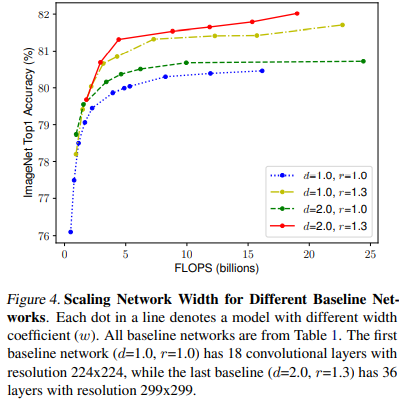 82
81
80
79
78
77
76
ImageNet Top1 Accuracy (%)
d=1.0, r=1.0
d=1.0, r=1.3
d=2.0, r=1.0
d=2.0, r=1.3
0 5 10 15 20 25
FLOPS (billions)
Figure 4. Scaling Network Width for Different Baseline Net-
works. Each dot in a line denotes a model with different width
coefficient (w). All baseline networks are from Table 1. The first
baseline network (d=1.0, r=1.0) has 18 convolutional layers with
resolution 224x224, while the last baseline (d=2.0, r=1.3) has 36
layers with resolution 299x299.